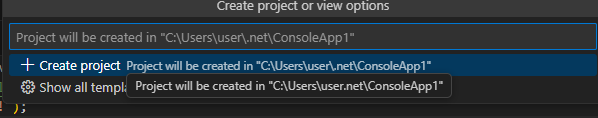 Create project or view options
Project will be created in "C:\Users\user\.net\ConsoleApp1"
Create project Project will be created in "C:\Users\user\.net\ConsoleApp1"
Show all templa
Project will be created in "C:\Users\user.net\ConsoleApp1"
! );